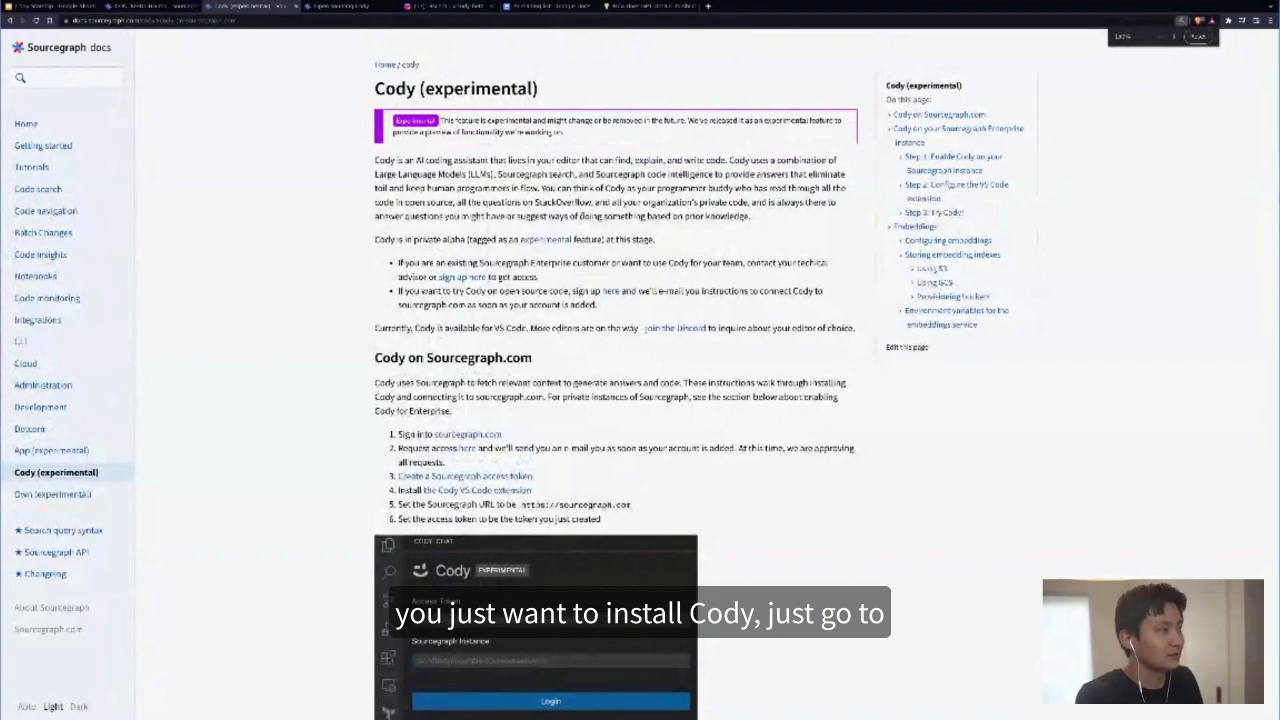 Cody (experimental)
docs.sourcegraph.com/cody#cody-on-sourcegraph-com
Sourcegraph docs
Home
Getting started
Tutorials
Code search
Code navigation
Batch Changes
Code Insights
Notebooks
Code monitoring
Integrations
CLI
Cloud
Administration
Development
Dotcom
App (experimental)
Cody (experimental)
Own (experimental)
★ Search query syntax
★ Sourcegraph API
★ Changelog
About Sourcegraph
Sourcegraph.com
Auto Light Dark
Home / cody
Cody (experimental)
Experimental This feature is experimental and might change or be removed in the future. We've released it as an experimental feature to
provide a preview of functionality we're working on.
Cody is an AI coding assistant that lives in your editor that can find, explain, and write code. Cody uses a combination of
Large Language Models (LLMs), Sourcegraph search, and Sourcegraph code intelligence to provide answers that eliminate
toil and keep human programmers in flow. You can think of Cody as your programmer buddy who has read through all the
code in open source, all the questions on StackOverflow, and all your organization's private code, and is always there to
answer questions you might have or suggest ways of doing something based on prior knowledge.
Cody is in private alpha (tagged as an experimental feature) at this stage.
• If you are an existing Sourcegraph Enterprise customer or want to use Cody for your team, contact your techical
advisor or sign up here to get access.
• If you want to try Cody on open source code, sign up here and we'll e-mail you instructions to connect Cody to
sourcegraph.com as soon as your account is added.
Currently, Cody is available for VS Code. More editors are on the way - join the Discord to inquire about your editor of choice.
Cody on Sourcegraph.com
Cody uses Sourcegraph to fetch relevant context to generate answers and code. These instructions walk through installing
Cody and connecting it to sourcegraph.com. For private instances of Sourcegraph, see the section below about enabling
Cody for Enterprise.
1. Sign into sourcegraph.com
2. Request access here and we'll send you an e-mail you as soon as your account is added. At this time, we are approving
all requests.
3. Create a Sourcegraph access token
4. Install the Cody VS Code extension
5. Set the Sourcegraph URL to be https://sourcegraph.com
6. Set the access token to be the token you just created
CODY CHAT
Cody EXPERIMENTAL
Access Token
you just want to install Cody, just go to
Sourcegraph Instance
Login
Cody (experimental)
On this page:
Cody on Sourcegraph.com
Cody on your Sourcegraph Enterprise
instance
Step 1: Enable Cody on your
Sourcegraph instance
Step 2: Configure the VS Code
extension
Step 3: Try Cody!
Embeddings
Configuring embeddings
Storing embedding indexes
Using S3
Using GCS
Provisioning buckets
Environment variables for the
embeddings service
Edit this page